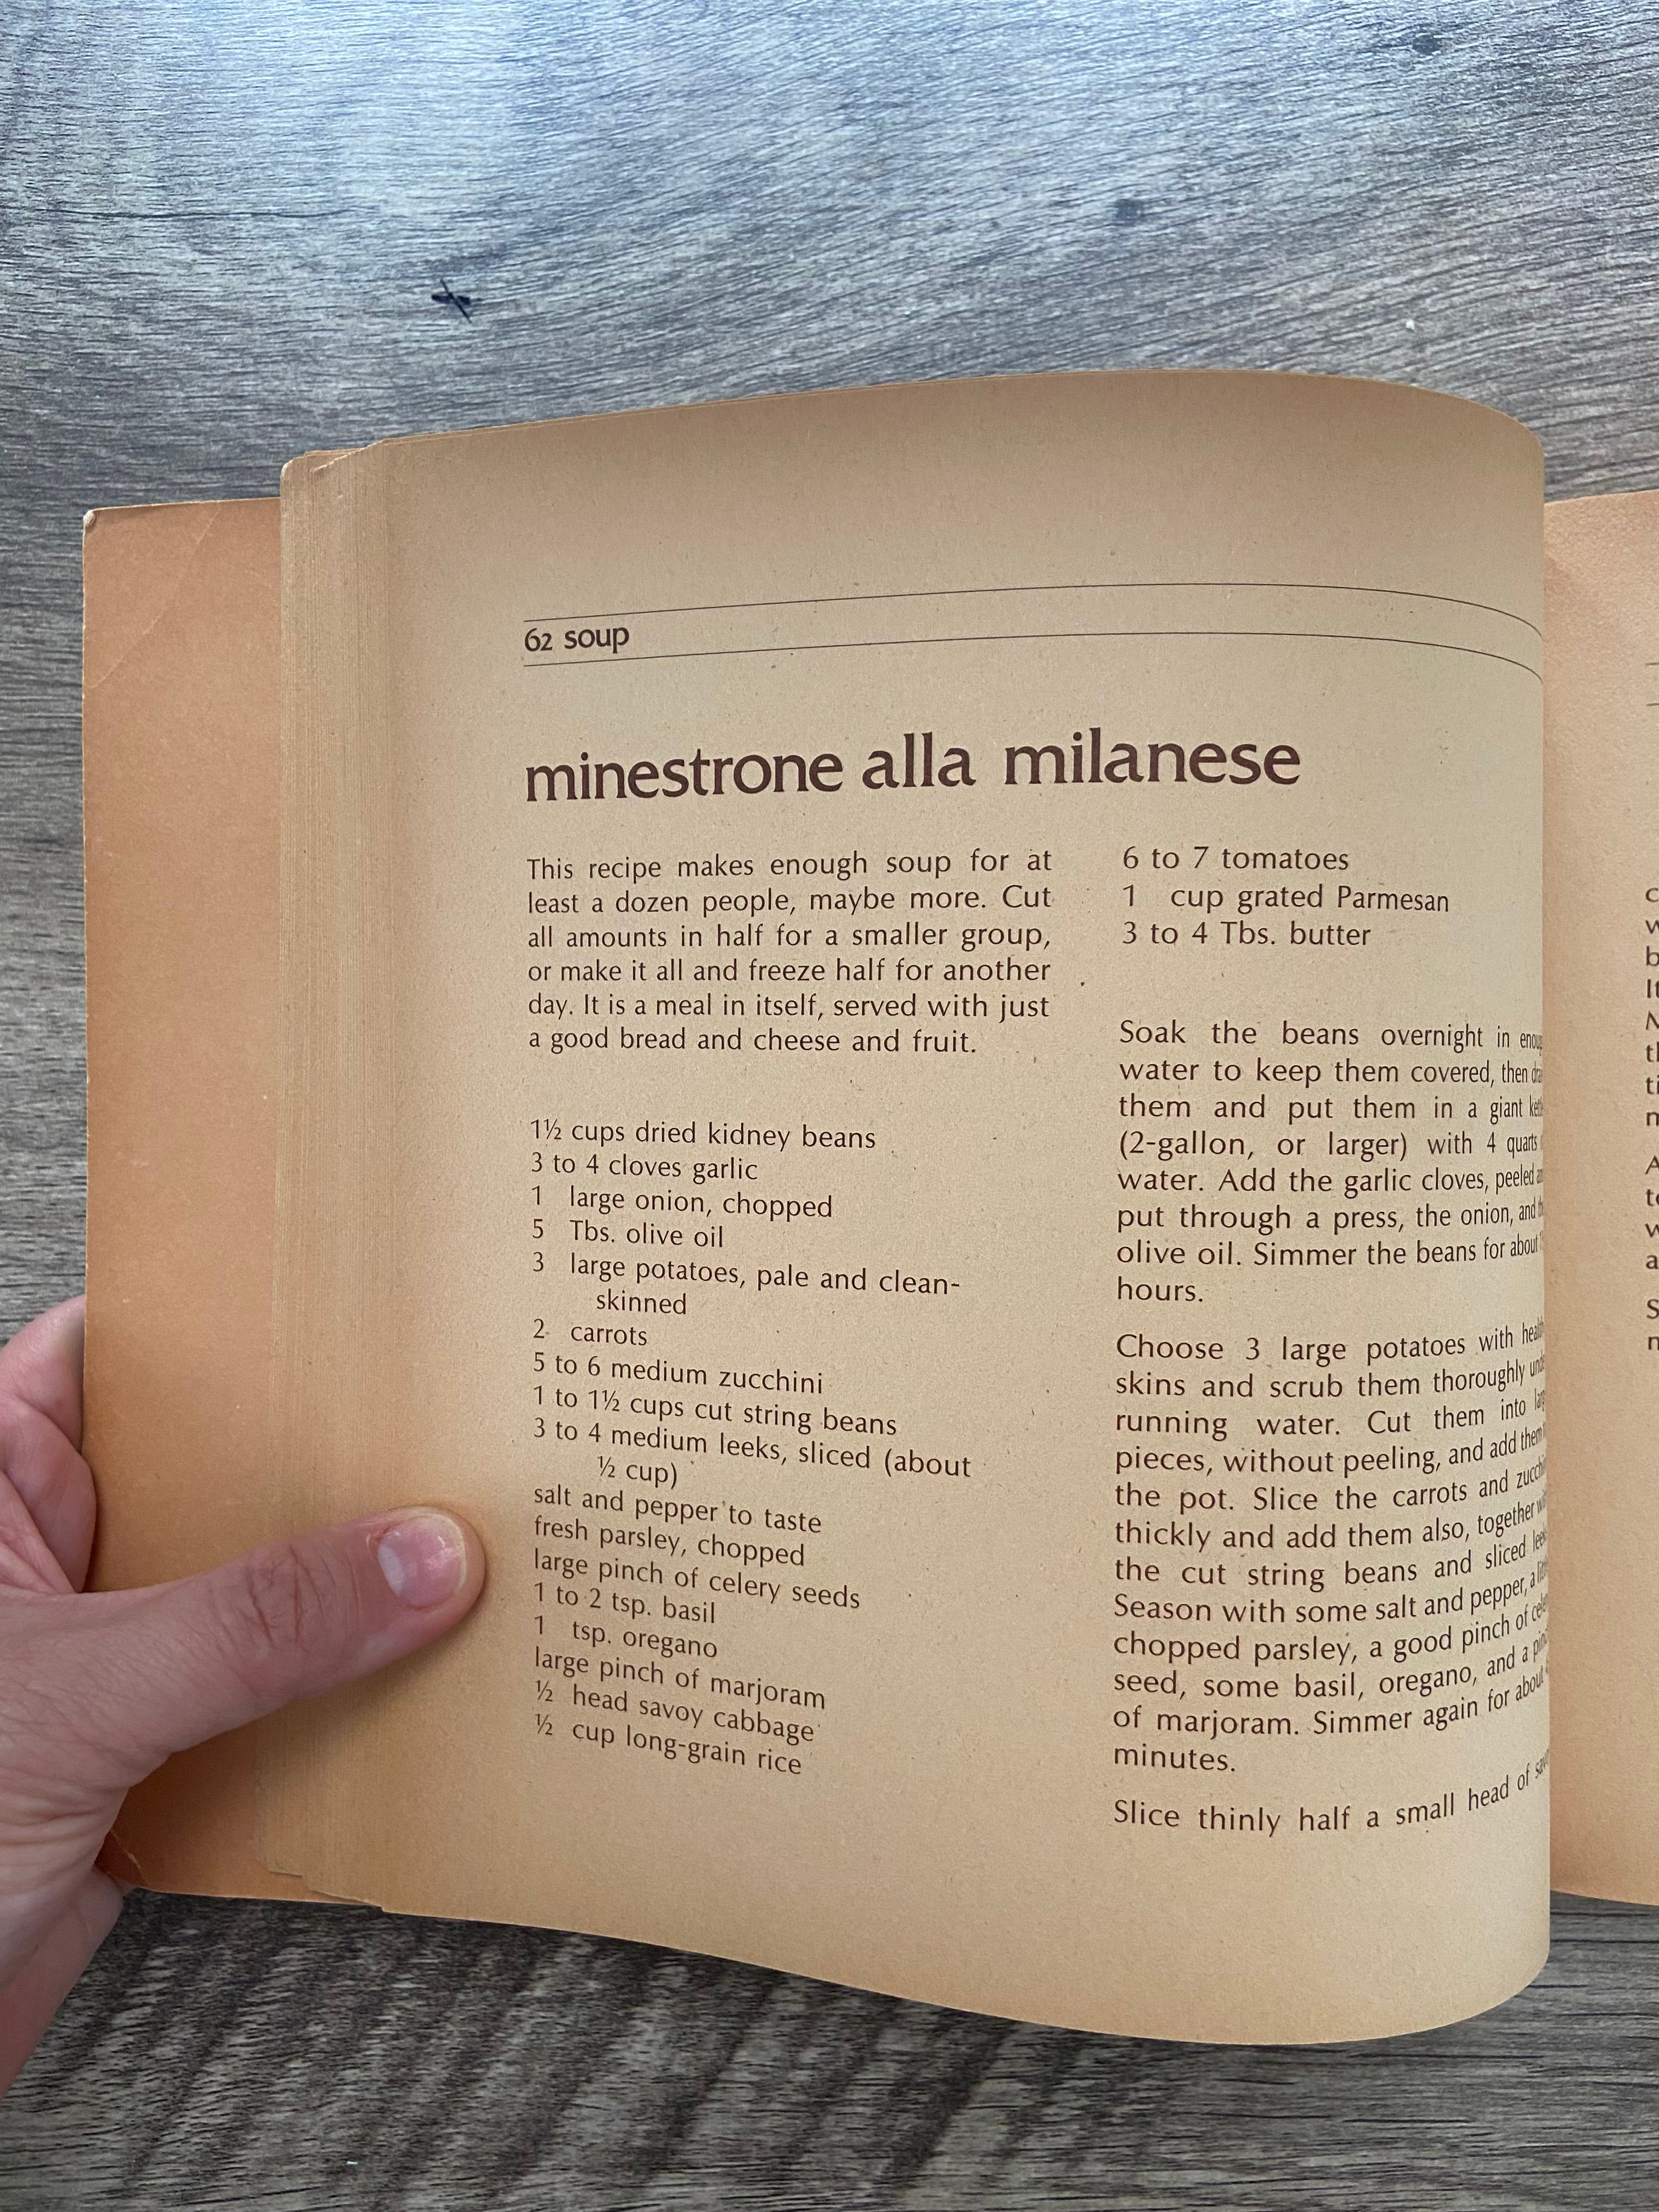 62 soup
minestrone alla milanese
This recipe makes enough soup for at
least a dozen people, maybe more. Cut
all amounts in half for a smaller group,
or make it all and freeze half for another
day. It is a meal in itself, served with just
a good bread and cheese and fruit.
1½ cups dried kidney beans
3 to 4 cloves garlic
1 large onion, chopped
5 Tbs. olive oil
3 large potatoes, pale and clean-
skinned
2 carrots
5 to 6 medium zucchini
1 to 1½ cups cut string beans
3 to 4 medium leeks, sliced (about
½ cup)
salt and pepper to taste
fresh parsley, chopped
large pinch of celery seeds
1 to 2 tsp. basil
1 tsp. oregano
large pinch of marjoram
½ head savoy cabbage
½ cup long-grain rice
6 to 7 tomatoes
1 cup grated Parmesan
3 to 4 Tbs. butter
Soak the beans overnight in
water to keep them covered, then
them and put them in a giant
(2-gallon, or larger) with 4 quarts
water. Add the garlic cloves, peeled
put through a press, the onion, and
olive oil. Simmer the beans for about
hours.
Choose 3 large potatoes with
skins and scrub them thoroughly
running water. Cut them into
pieces, without peeling, and add them
the pot. Slice the carrots and
thickly and add them also, together
the cut string beans and sliced
Season with some salt and pepper, a
chopped parsley, a good pinch of
seed, some basil, oregano, and a
of marjoram. Simmer again for about
minutes.
Slice thinly half a small head of